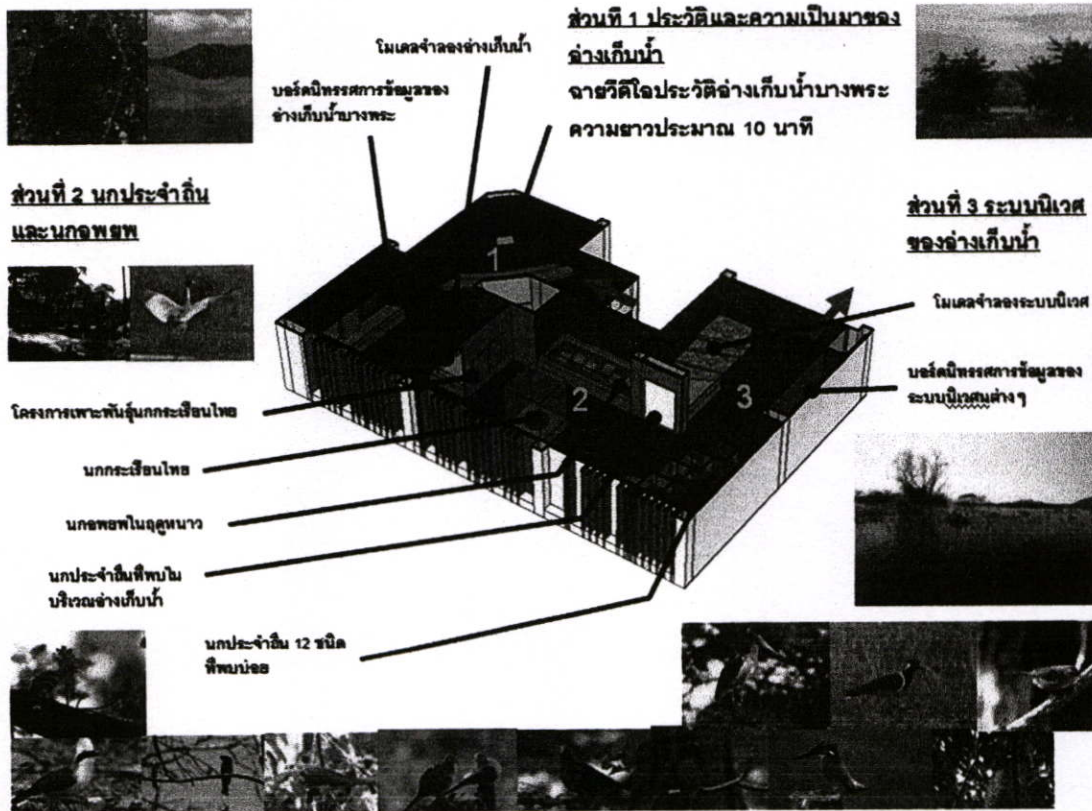 ส่วนที่ 1 ประวัติและความเป็นมาของ
อ่างเก็บน้ำ
ฉายวีดีโอประวัติอ่างเก็บน้ำบางพระ
ความยาวประมาณ 10 นาที
โมเดลจำลองอ่างเก็บน้ำ
บอร์ดนิทรรศการข้อมูลของ
อ่างเก็บน้ำบางพระ
ส่วนที่ 2 นกประจำถิ่น
และนกอพยพ
ส่วนที่ 3 ระบบนิเวศ
ของอ่างเก็บน้ำ
1
2
3
โมเดลจำลองระบบนิเวศ
บอร์ดนิทรรศการข้อมูลของ
ระบบนิเวศนต่างๆ
โครงการเพาะพันธุ์นกกระเรียนไทย
นกกระเรียนไทย
นกอพยพในฤดูหนาว
นกประจำถิ่นที่พบใน
บริเวณอ่างเก็บน้ำ
นกประจำถิ่น 12 ชนิด
ที่พบบ่อย